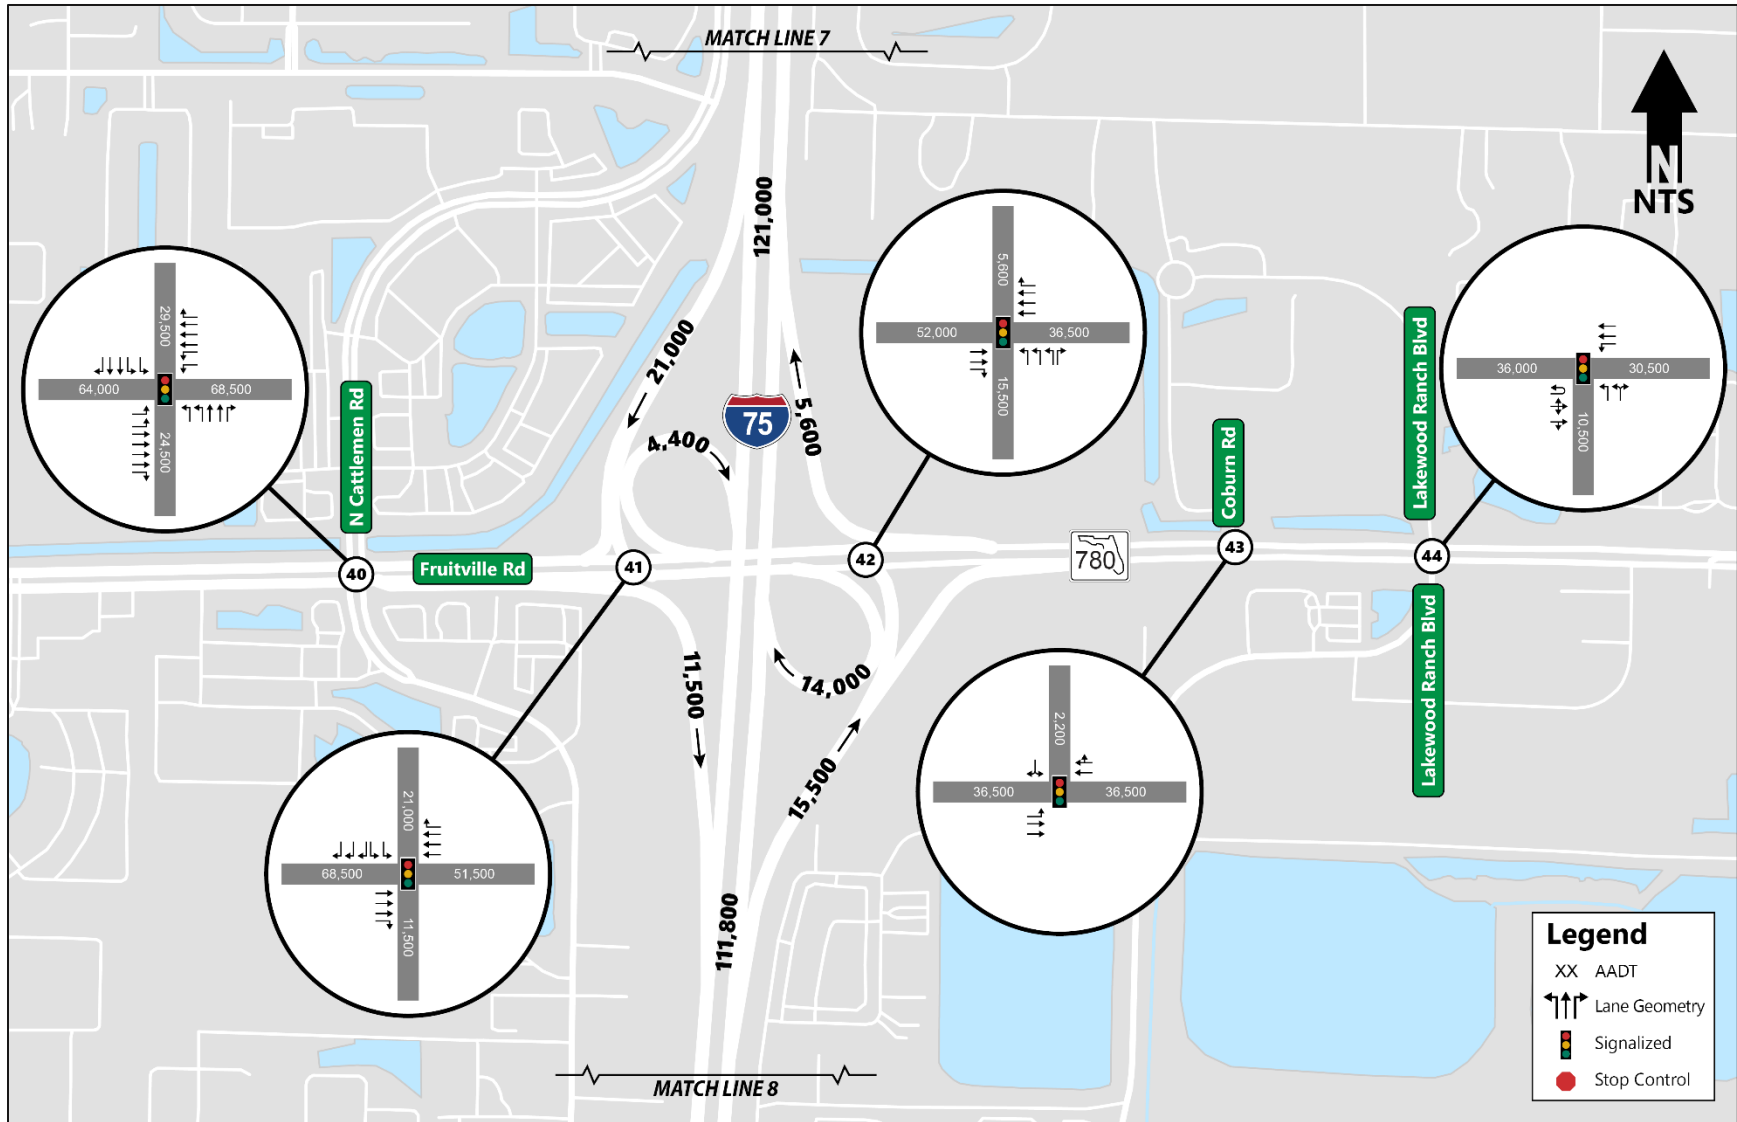 MATCH LINE 7
N
NTS
121,000
21,000
4,400
5,600
75
29,500
64,000
68,500
24,500
N Cattlemen Rd
5,600
52,000
36,500
15,500
Coburn Rd
Lakewood Ranch Blvd
36,000
30,500
10,500
40
Fruitville Rd
41
42
780
43
44
Lakewood Ranch Blvd
11,500
14,000
15,500
21,000
68,500
51,500
11,500
2,200
36,500
36,500
111,800
MATCH LINE 8
Legend
XX AADT
Lane Geometry
Signalized
Stop Control